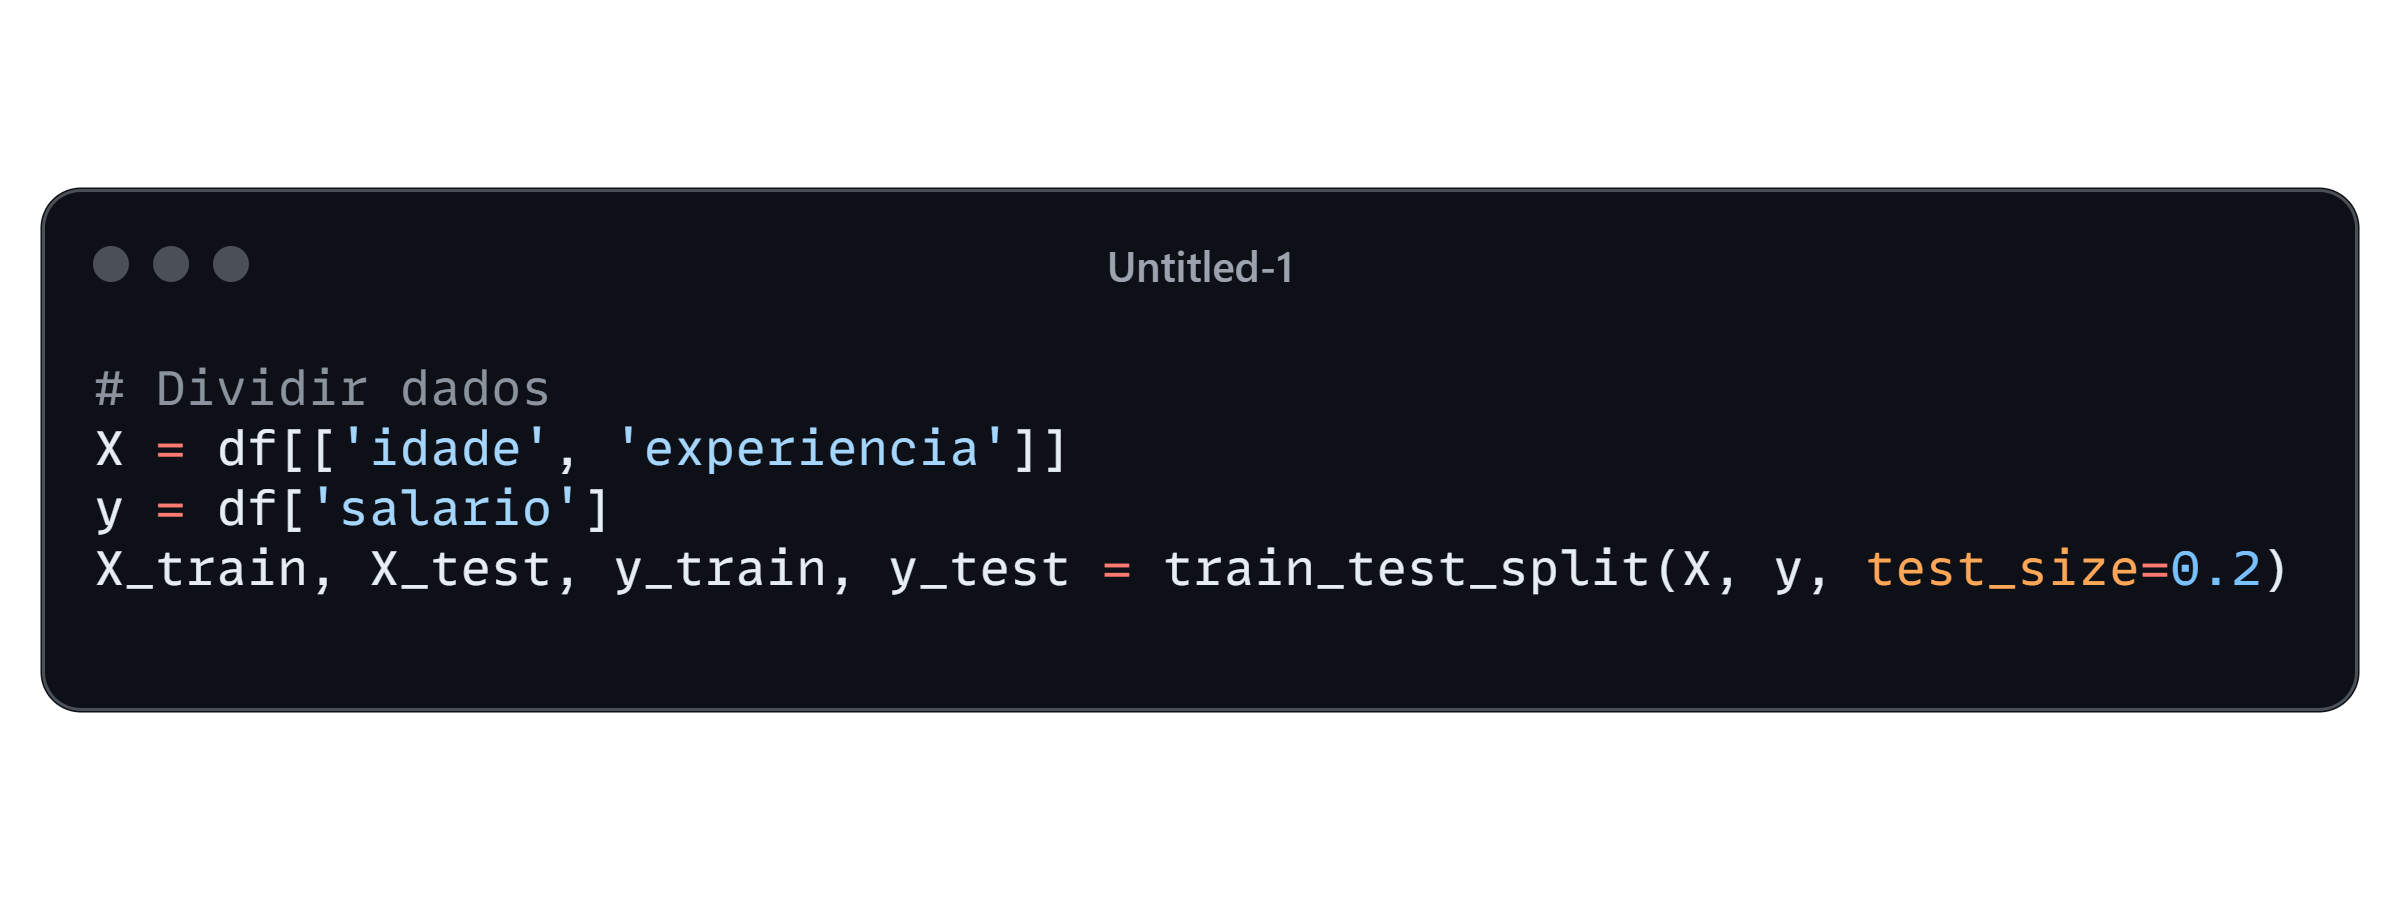 Untitled-1
# Dividir dados
X = df[['idade', 'experiencia']]
y = df['salario']
X_train, X_test, y_train, y_test = train_test_split(X, y, test_size=0.2)